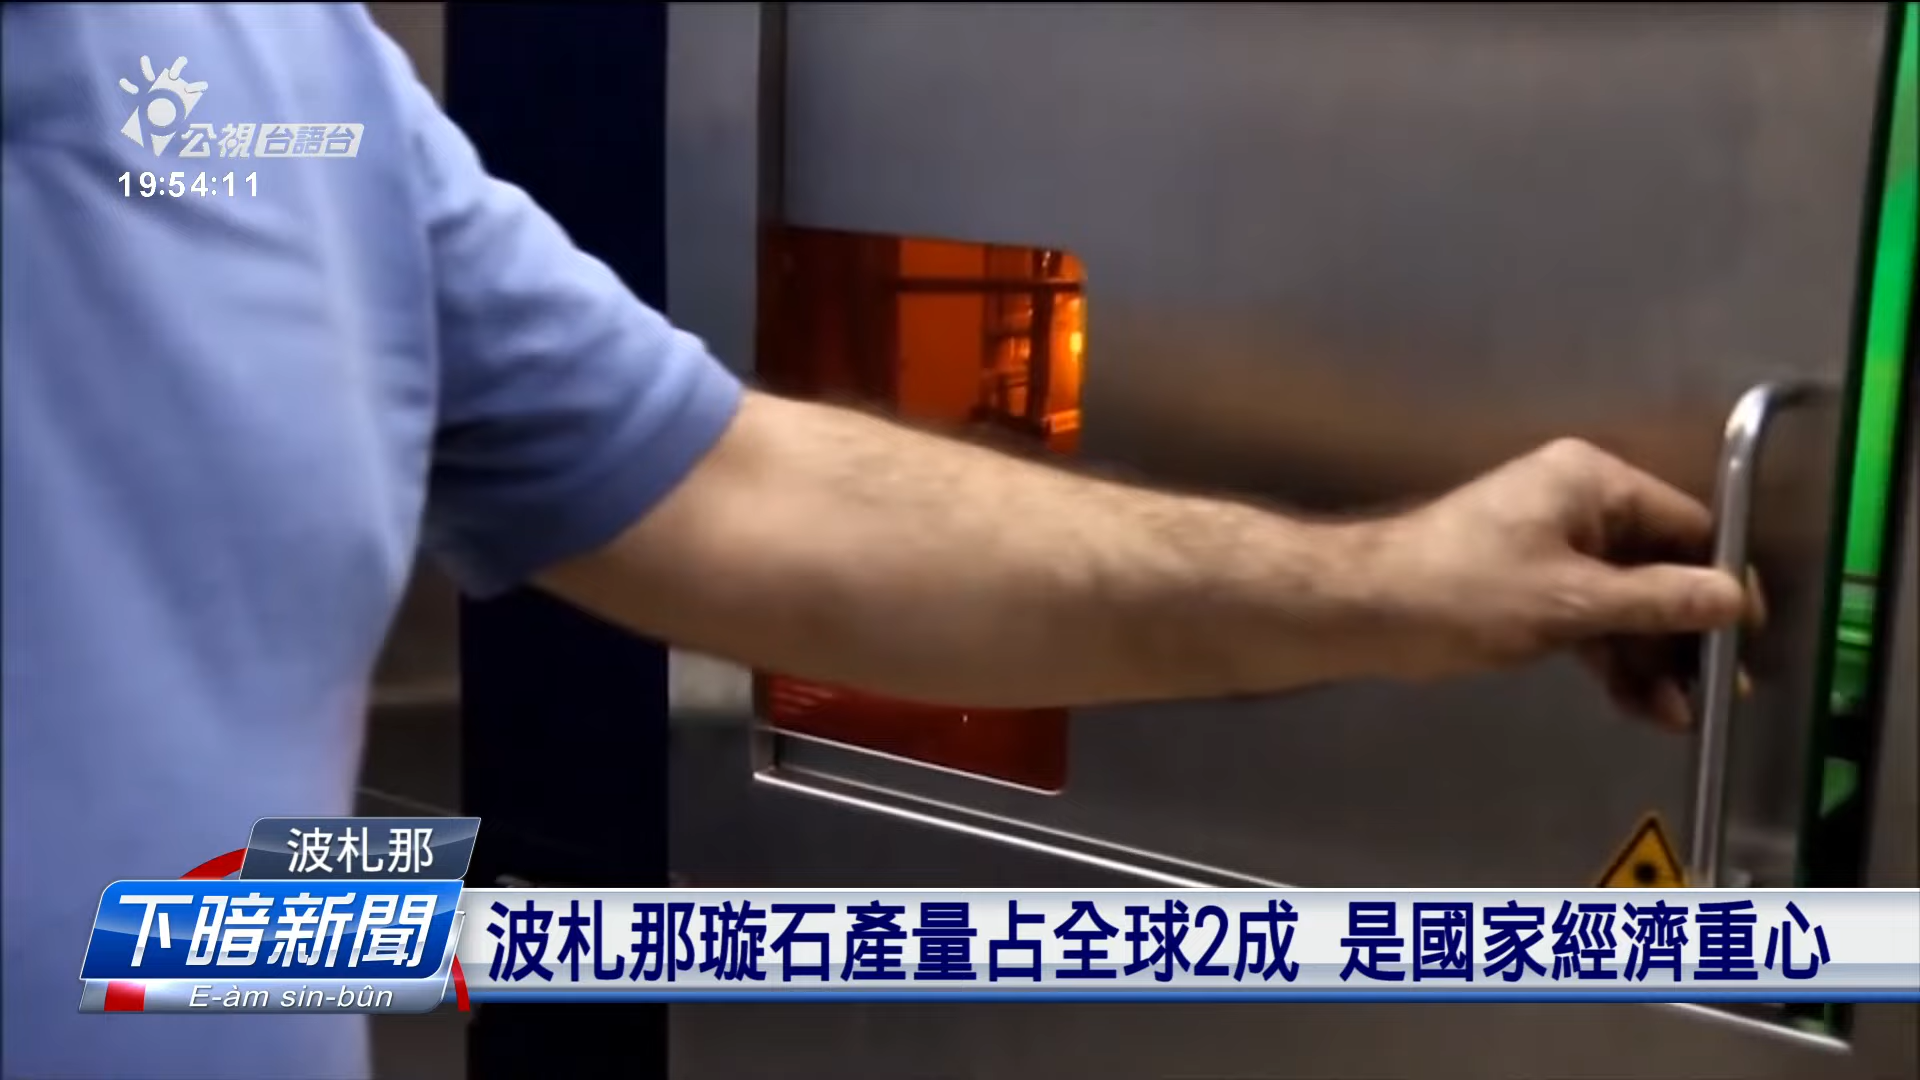 公視台語台
19:54:11
波札那
下暗新聞
E-àm sin-bûn
波札那璇石產量占全球2成 是國家經濟重心